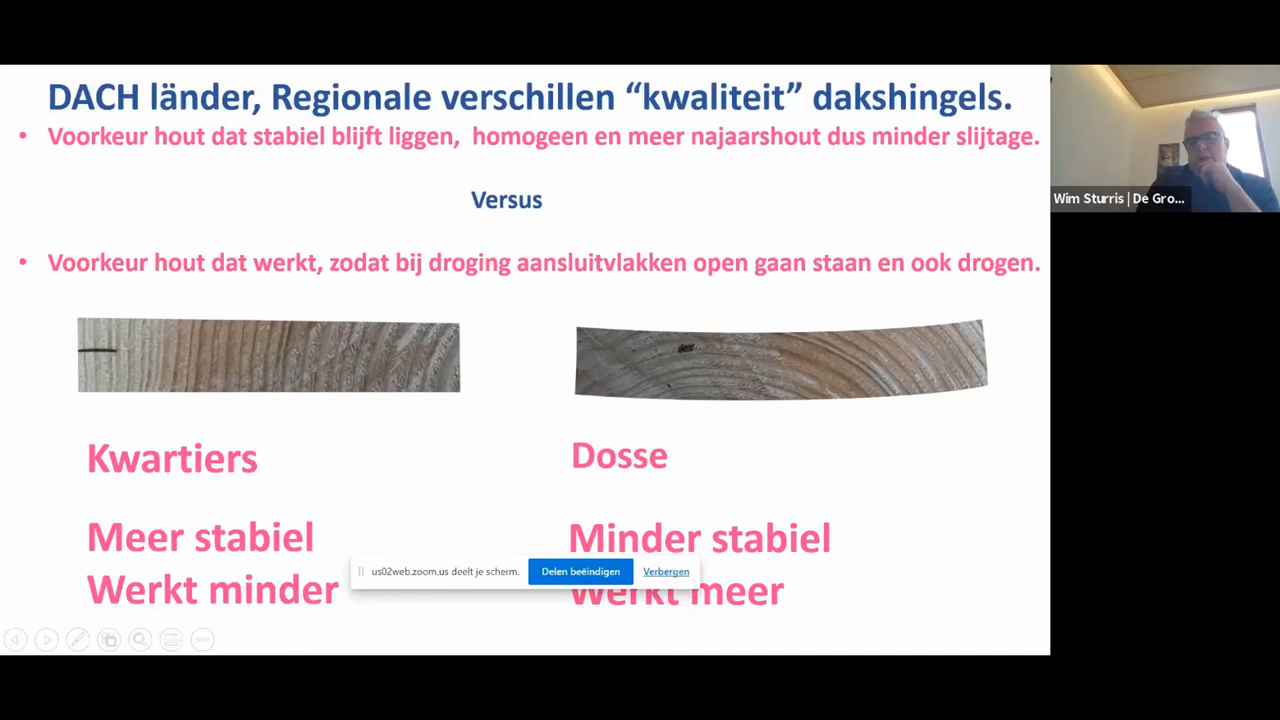 DACH länder, Regionale verschillen “kwaliteit” dakshingels.
• Voorkeur hout dat stabiel blijft liggen, homogeen en meer najaarshout dus minder slijtage.
Wim Sturris | De Gro...
Versus
• Voorkeur hout dat werkt, zodat bij droging aansluitvlakken open gaan staan en ook drogen.
Kwartiers
Dosse
Meer stabiel
Minder stabiel
us02web.zoom.us deelt je scherm.
Delen beëindigen
Verbergen
Werkt minder
Werkt meer